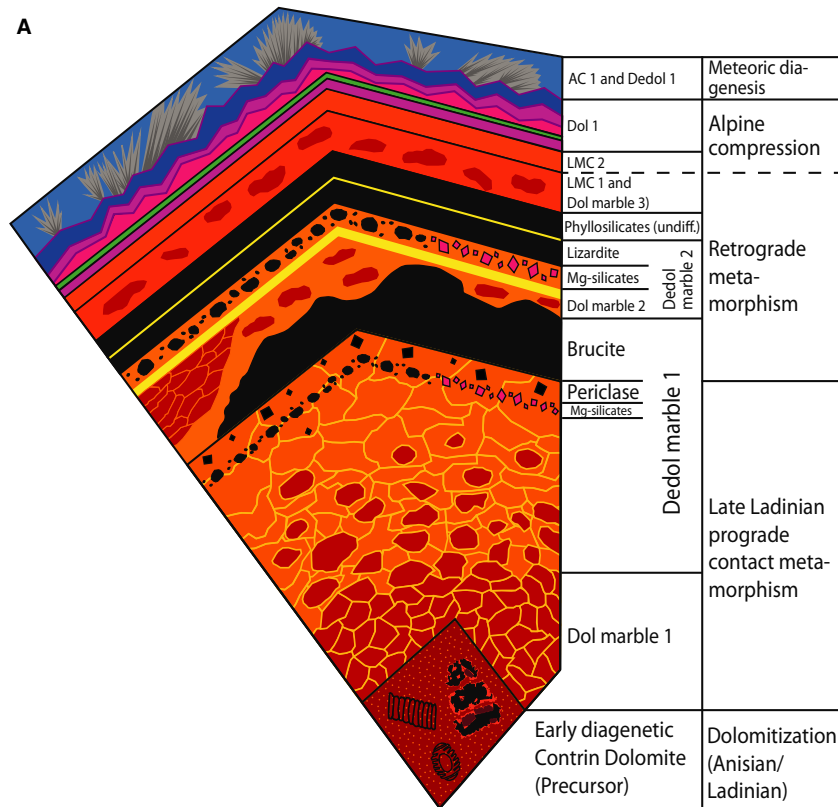 A
AC 1 and Dedol 1
Meteoric dia-
genesis
Dol 1
Alpine
compression
LMC 2
LMC 1 and
Dol marble 3)
Phyllosilicates (undiff.)
Lizardite
Mg-silicates
Dol marble 2
Dedol
marble 2
Retrograde
meta-
morphism
Brucite
Periclase
Mg-silicates
Dedol marble 1
Late Ladinian
prograde
contact meta-
morphism
Dol marble 1
Early diagenetic
Contrin Dolomite
(Precursor)
Dolomitization
(Anisian/
Ladinian)